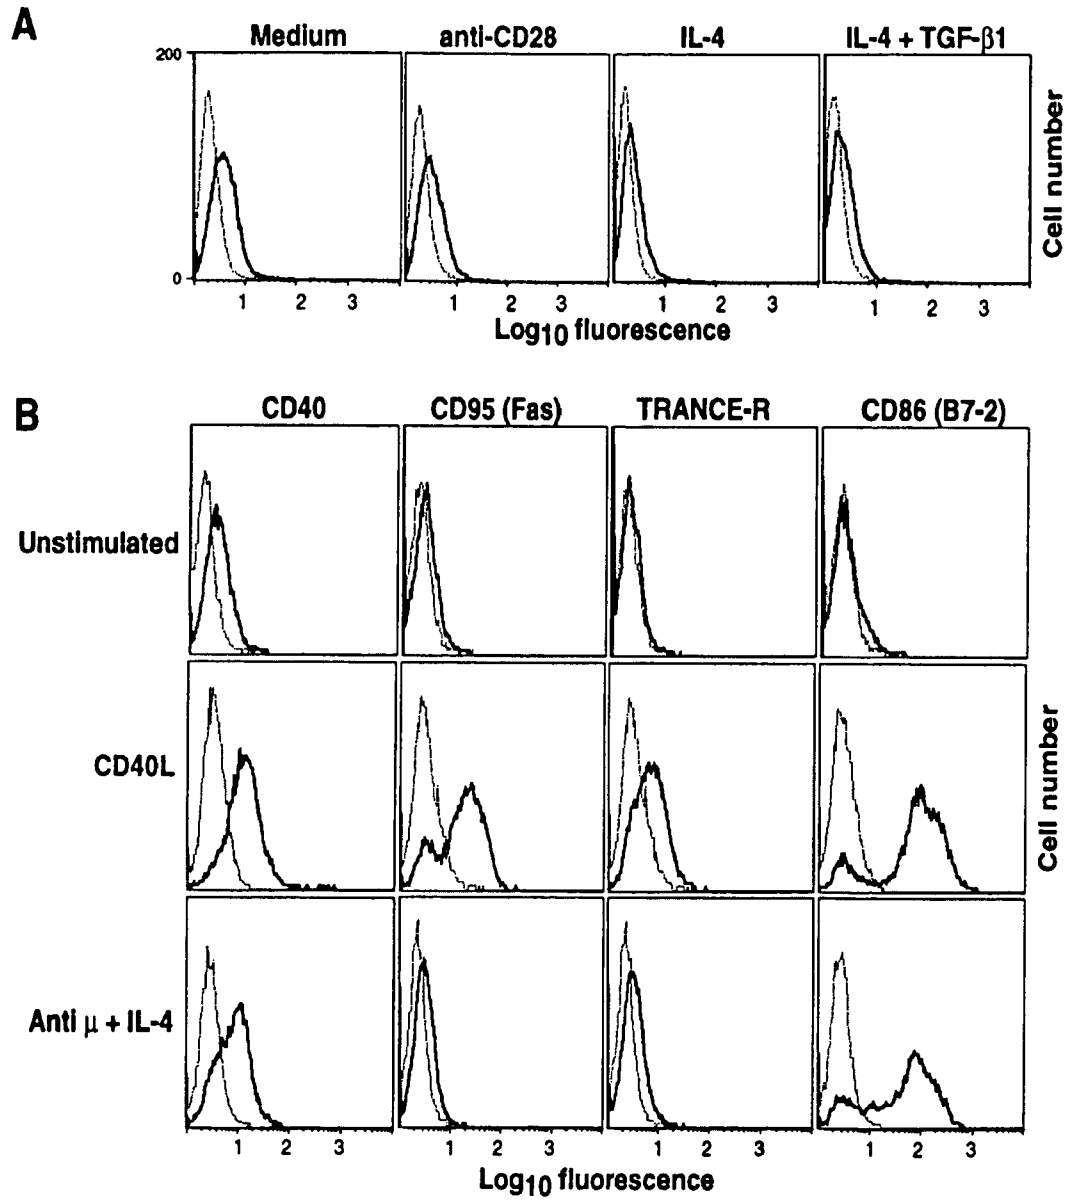 A
Medium anti-CD28 IL-4 IL-4 + TGF-β1
200
0
Cell number
1 2 3 1 2 3 1 2 3 1 2 3
Log10 fluorescence
B
CD40 CD95 (Fas) TRANCE-R CD86 (B7-2)
Unstimulated
CD40L
Cell number
Anti μ + IL-4
1 2 3 1 2 3 1 2 3 1 2 3
Log10 fluorescence